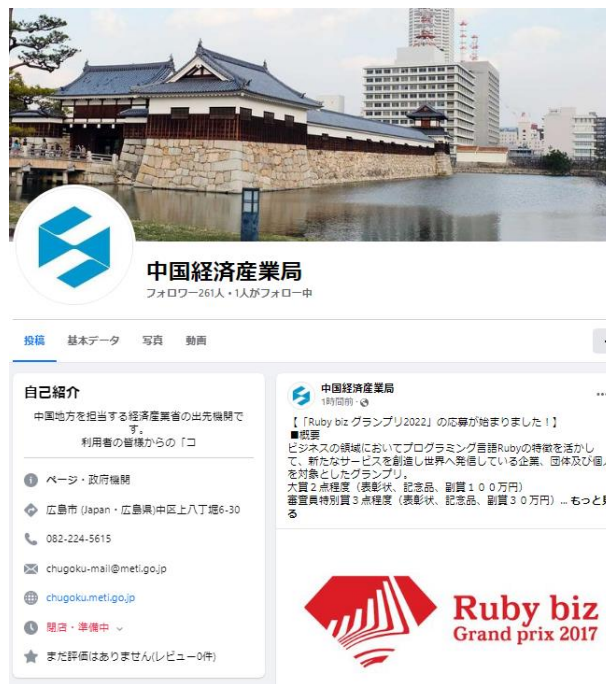 中国経済産業局
フォロワー261人・1人がフォロー中
投稿
基本データ
写真
動画
自己紹介
中国地方を担当する経済産業省の出先機関で
す。
利用者の皆様からの「コ
ページ・政府機関
広島市 (Japan・広島県)中区上八丁堀6-30
082-224-5615
chugoku-mail@meti.go.jp
chugoku.meti.go.jp
閉店・準備中
まだ評価はありません(レビュー0件)
中国経済産業局
1時間前・
【「Ruby biz グランプリ2022」の応募が始まりました！】
■概要
ビジネスの領域においてプログラミング言語Rubyの特徴を活かし
て、新たなサービスを創造し世界へ発信している企業、団体及び個人
を対象としたグランプリ。
大賞２点程度（表彰状、記念品、副賞１００万円）
審査員特別賞３点程度（表彰状、記念品、副賞３０万円）... もっと見
る
Ruby biz
Grand prix 2017